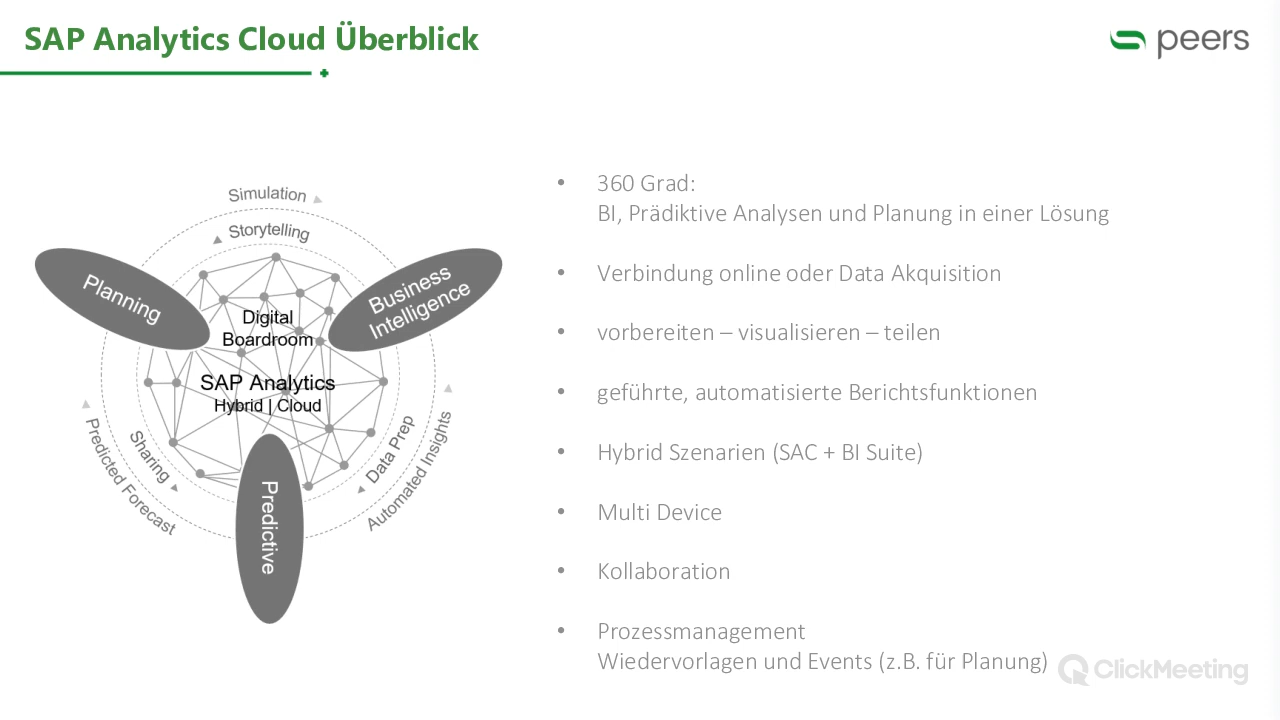 SAP Analytics Cloud Überblick
peers
Simulation
Storytelling
Planning
Business
Intelligence
Digital
Boardroom
SAP Analytics
Hybrid | Cloud
Predicted Forecast
Sharing
Data Prep
Automated Insights
Predictive
• 360 Grad:
BI, Prädiktive Analysen und Planung in einer Lösung
• Verbindung online oder Data Akquisition
• vorbereiten – visualisieren – teilen
• geführte, automatisierte Berichtsfunktionen
• Hybrid Szenarien (SAC + BI Suite)
• Multi Device
• Kollaboration
• Prozessmanagement
Wiedervorlagen und Events (z.B. für Planung)
ClickMeeting